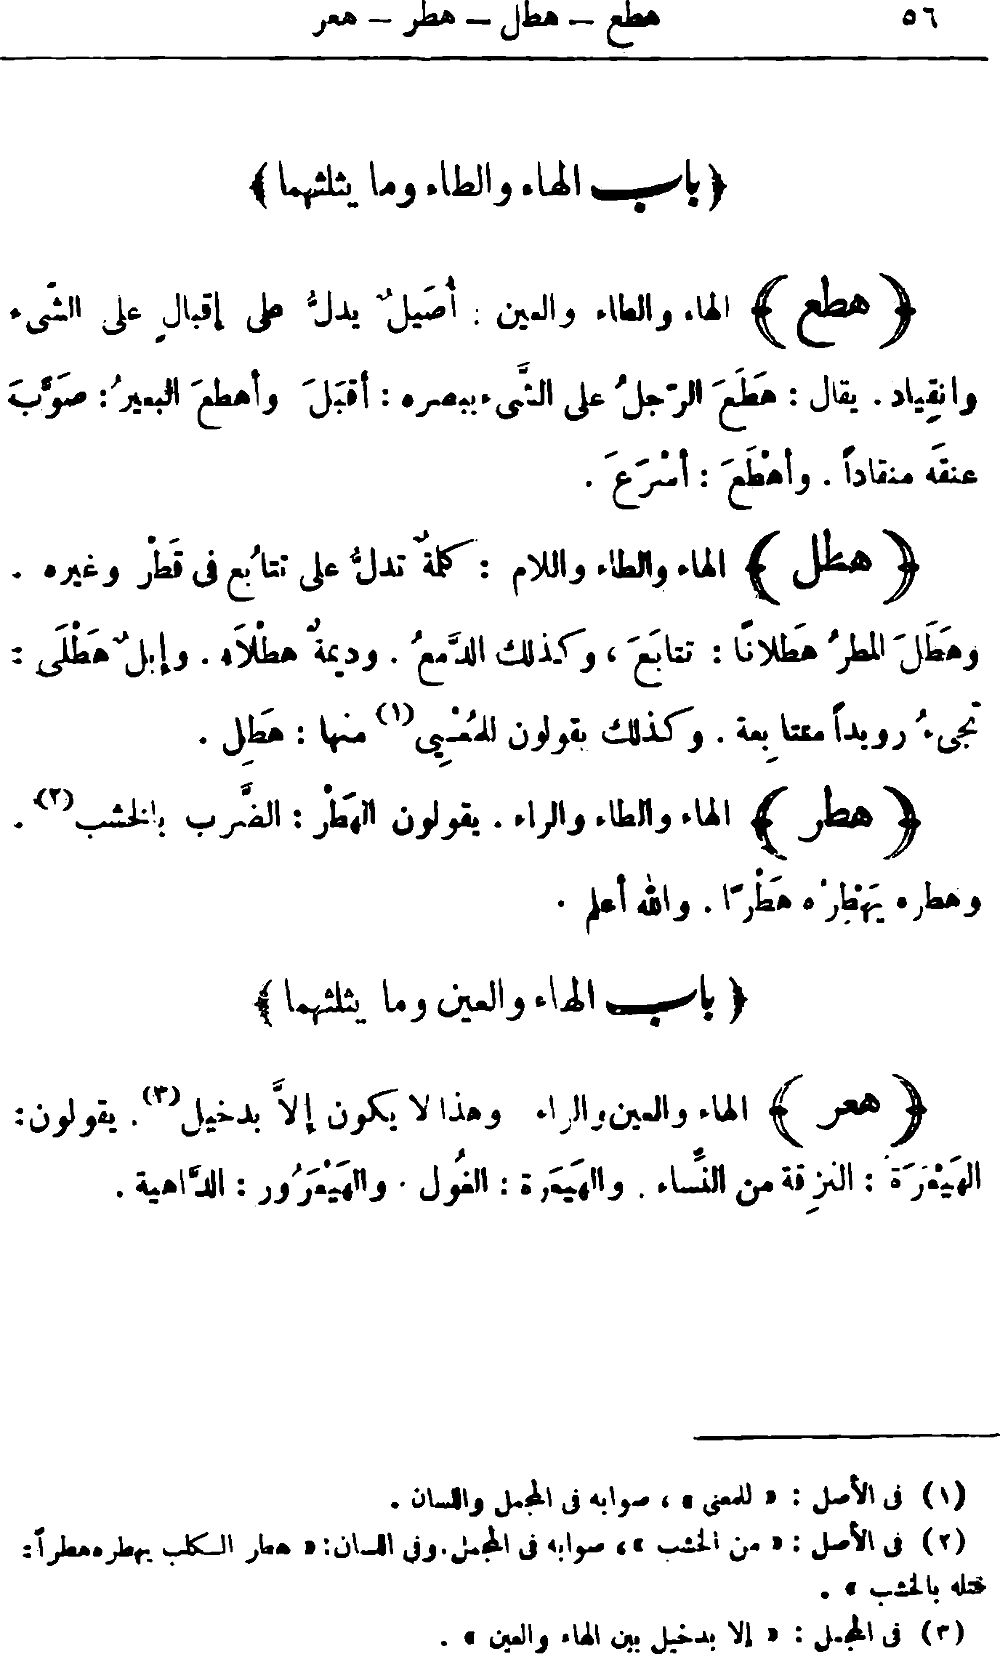 ٥٦ هطع — هطل — هطر — هعر
﴿ باب الهاء والطاء وما يثلثهما ﴾
﴿ هطع ﴾ الهاء والطاء والعين : أُصَيلٌ يدلُّ على إقبالٍ على الشّىء
وانقِياد . يقال : هَطَعَ الرّجلُ على الشّىء ببصره : أقبَلَ وأهطعَ البعيرُ : صَوَّبَ
عنقَه منقاداً . وأهْطَعَ : أسْرَعَ .
﴿ هطل ﴾ الهاء والطاء واللام : كلمةٌ تدلُّ على تتابُع فى قَطْر وغيره .
وهَطَلَ المطرُ هَطَلانًا : تتابَعَ ، وكذلك الدَّمعُ . وديمةٌ هطْلَاء . وإبلٌ هَطْلَى :
تجىءُ رويداً متتابِعة . وكذلك يقولون للمُعْيِي(١) منها : هَطَلِ .
﴿ هطر ﴾ الهاء والطاء والراء . يقولون الهَطْر : الضَّرب بالخشب(٢) .
وهطره يَهْطِرُه هَطْرًا . والله أعلم .
﴿ باب الهاء والعين وما يثلثهما ﴾
﴿ هعر ﴾ الهاء والعين والراء وهذا لا يكون إلاَّ بدخيل(٣) . يقولون :
الهَيْعَرَة : النزِقة من النِّساء . والهَيعَرة : الغُول . والهَيْعَرُور : الدَّاهية .
(١) فى الأصل : « للمعنى » ، صوابه فى المجمل واللسان .
(٢) فى الأصل : « من الخشب » ، صوابه فى المجمل . وفى اللسان : « هطر الكلب يهطره هطراً :
قتله بالخشب » .
(٣) فى المجمل : « إلا بدخيل بين الهاء والعين » .